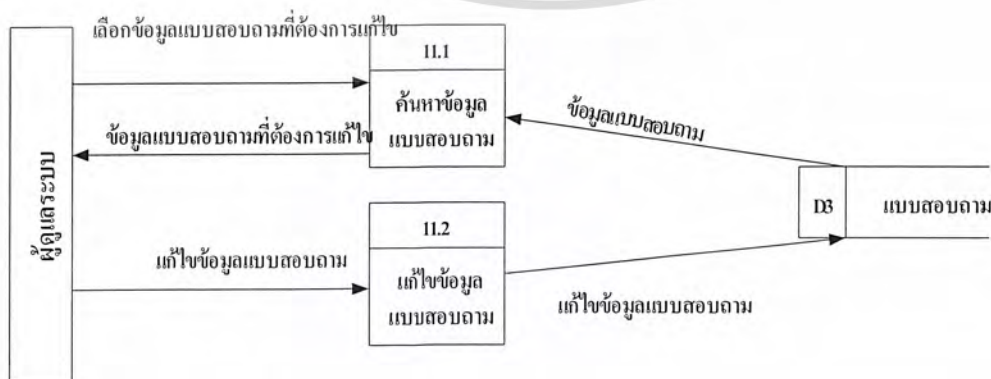 เลือกข้อมูลแบบสอบถามที่ต้องการแก้ไข
11.1
ค้นหาข้อมูล
แบบสอบถาม
ข้อมูลแบบสอบถามที่ต้องการแก้ไข
ข้อมูลแบบสอบถาม
ผู้ดูแลระบบ
D3
แบบสอบถาม
11.2
แก้ไขข้อมูล
แบบสอบถาม
แก้ไขข้อมูลแบบสอบถาม
แก้ไขข้อมูลแบบสอบถาม